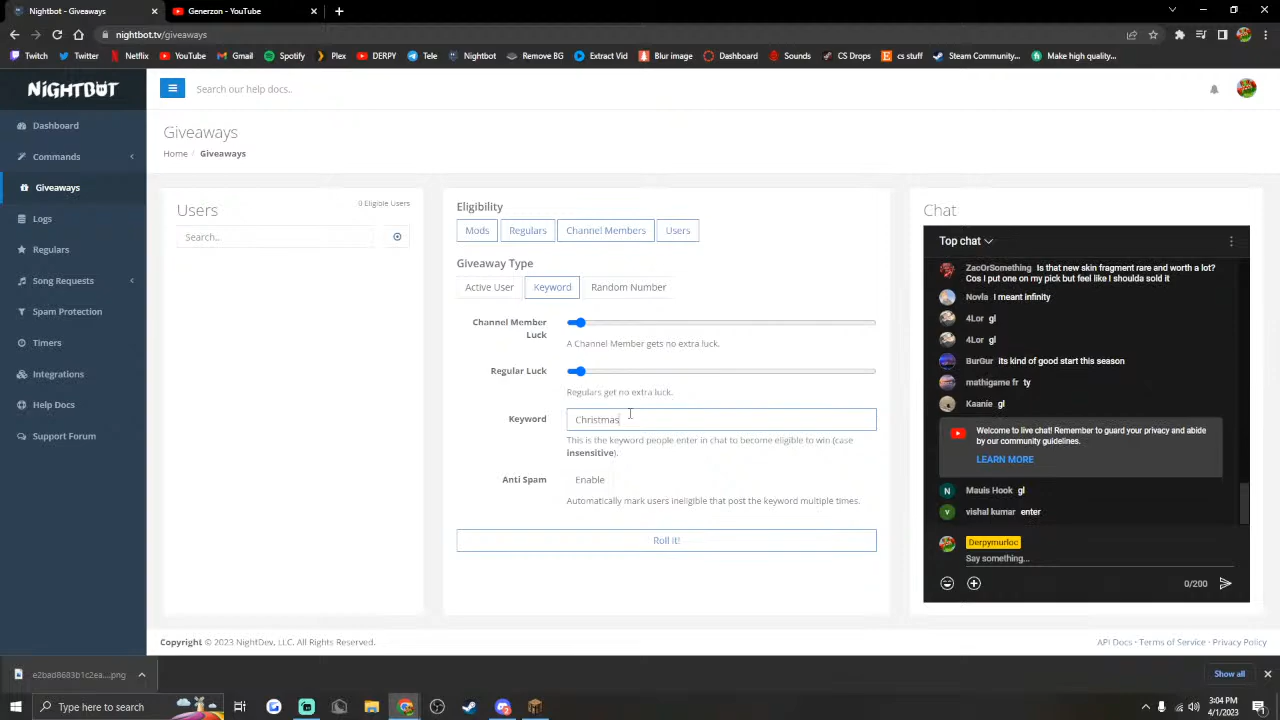 Nightbot - Giveaways
Generzon - YouTube
nightbot.tv/giveaways
Twitch
Twitter
Netflix
DERPY
Gmail
Spotify
Plex
DERPY
Tele
Nightbot
Remove BG
Extract Vid
Blur image
Dashboard
Sounds
CS Drops
cs stuff
Steam Community...
Make high quality...
NiGHTBOT
Search our help docs..
Dashboard
Commands
Giveaways
Logs
Regulars
Song Requests
Spam Protection
Timers
Integrations
Help Docs
Support Forum
Giveaways
Home / Giveaways
Users
0 Eligible Users
Search..
Eligibility
Mods
Regulars
Channel Members
Users
Giveaway Type
Active User
Keyword
Random Number
Channel Member
Luck
A Channel Member gets no extra luck.
Regular Luck
Regulars get no extra luck.
Keyword
Christmas
This is the keyword people enter in chat to become eligible to win (case
insensitive).
Anti Spam
Enable
Automatically mark users ineligible that post the keyword multiple times.
Roll It!
Chat
Top chat
ZacOrSomething Is that new skin fragment rare and worth a lot?
Cos I put one on my pick but feel like I shoulda sold it
Novla I meant infinity
4Lor gl
4Lor gl
BurGur its kind of good start this season
mathigame fr ty
Kaanie gl
Welcome to live chat! Remember to guard your privacy and abide
by our community guidelines.
LEARN MORE
N Mauis Hook gl
v vishal kumar enter
Derpymurloc
Say something...
0/200
Copyright © 2023 NightDev, LLC. All Rights Reserved.
API Docs · Terms of Service · Privacy Policy
e2bad8603b1c2ea....png
Show all
Type here to search
3:04 PM
4/1/2023